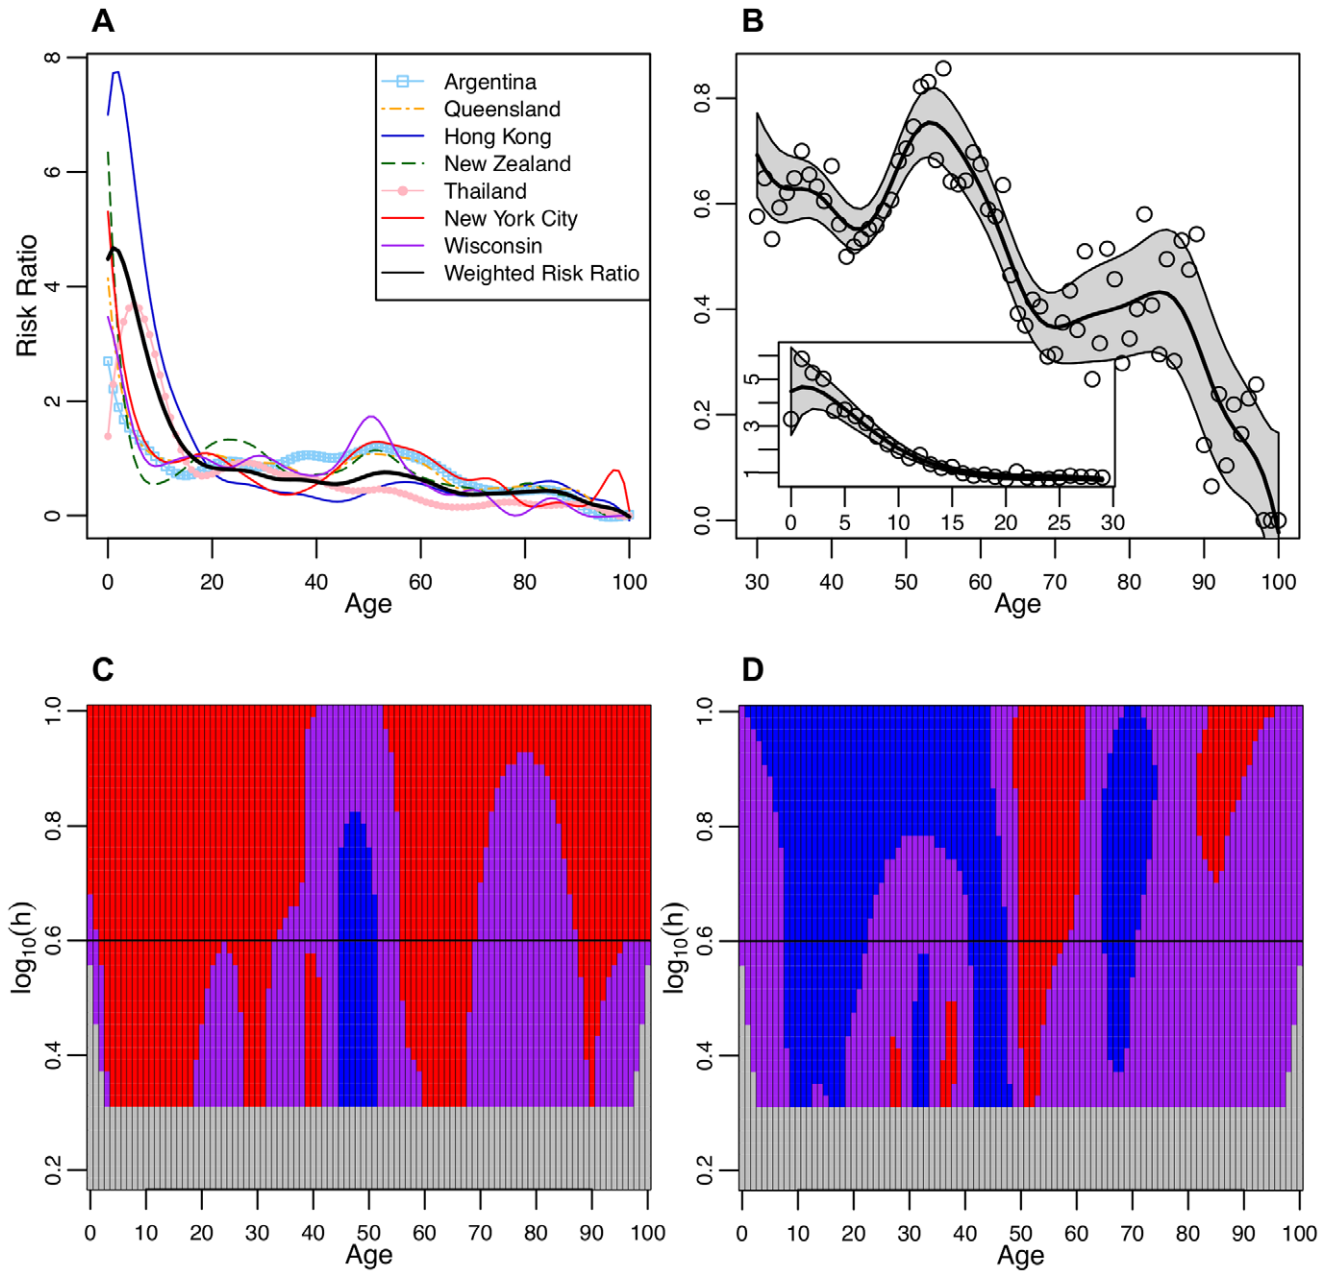 A
8
6
4
2
0
Risk Ratio
Argentina
Queensland
Hong Kong
New Zealand
Thailand
New York City
Wisconsin
Weighted Risk Ratio
0 20 40 60 80 100
Age
B
0.8
0.6
0.4
0.2
0.0
5
3
1
0 5 10 15 20 25 30
30 40 50 60 70 80 90 100
Age
C
1.0
0.8
0.6
0.4
0.2
log10(h)
0 10 20 30 40 50 60 70 80 90 100
Age
D
1.0
0.8
0.6
0.4
0.2
log10(h)
0 10 20 30 40 50 60 70 80 90 100
Age